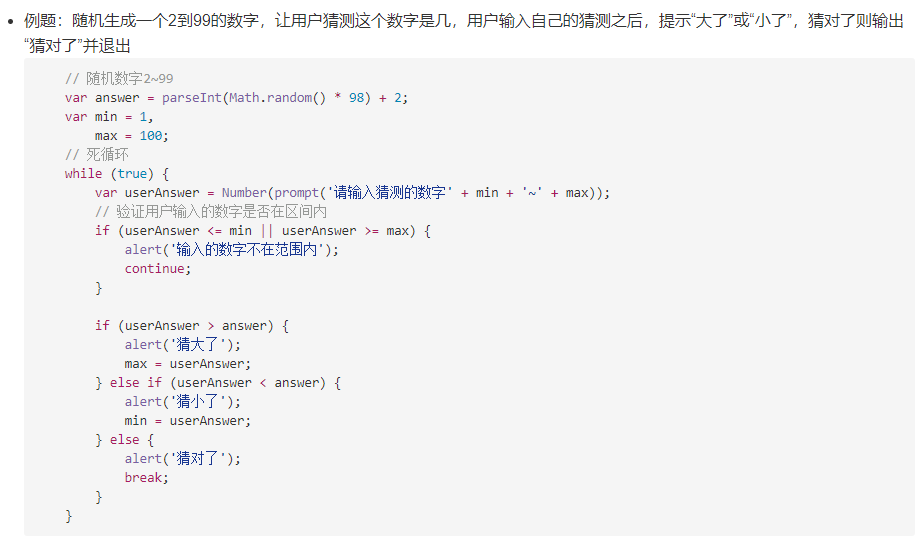 • 例题：随机生成一个2到99的数字，让用户猜测这个数字是几，用户输入自己的猜测之后，提示“大了”或“小了”，猜对了则输出
“猜对了”并退出
// 随机数字2~99
var answer = parseInt(Math.random() * 98) + 2;
var min = 1,
    max = 100;
// 死循环
while (true) {
    var userAnswer = Number(prompt('请输入猜测的数字' + min + '~' + max));
    // 验证用户输入的数字是否在区间内
    if (userAnswer <= min || userAnswer >= max) {
        alert('输入的数字不在范围内');
        continue;
    }

    if (userAnswer > answer) {
        alert('猜大了');
        max = userAnswer;
    } else if (userAnswer < answer) {
        alert('猜小了');
        min = userAnswer;
    } else {
        alert('猜对了');
        break;
    }
}